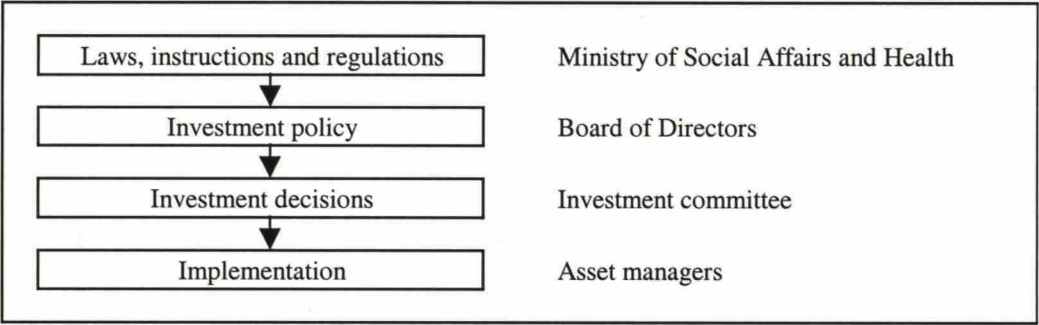 Laws, instructions and regulations Ministry of Social Affairs and Health
Investment policy Board of Directors
Investment decisions Investment committee
Implementation Asset managers